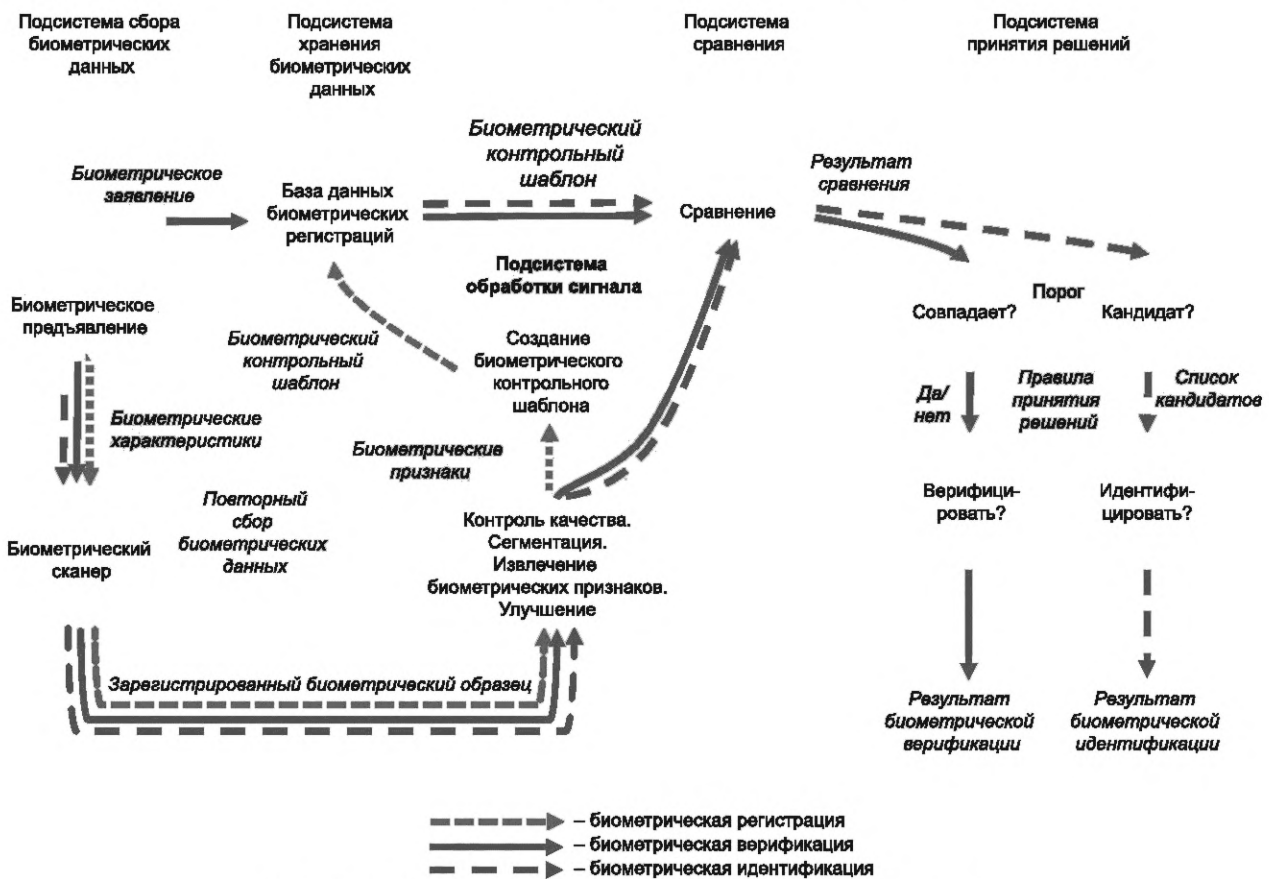 Подсистема сбора
биометрических
данных
Подсистема
хранения
биометрических
данных
Подсистема
сравнения
Подсистема
принятия решений
Биометрическое
заявление
База данных
биометрических
регистраций
Биометрический
контрольный
шаблон
Сравнение
Результат
сравнения
Подсистема
обработки сигнала
Биометрическое
предъявление
Биометрический
контрольный
шаблон
Создание
биометрического
контрольного
шаблона
Порог
Совпадает?
Кандидат?
Биометрические
характеристики
Биометрические
признаки
Да/
нет
Правила
принятия
решений
Список
кандидатов
Биометрический
сканер
Повторный
сбор
биометрических
данных
Контроль качества.
Сегментация.
Извлечение
биометрических признаков.
Улучшение
Верифици-
ровать?
Идентифи-
цировать?
Зарегистрированный биометрический образец
Результат
биометрической
верификации
Результат
биометрической
идентификации
– биометрическая регистрация
– биометрическая верификация
– биометрическая идентификация